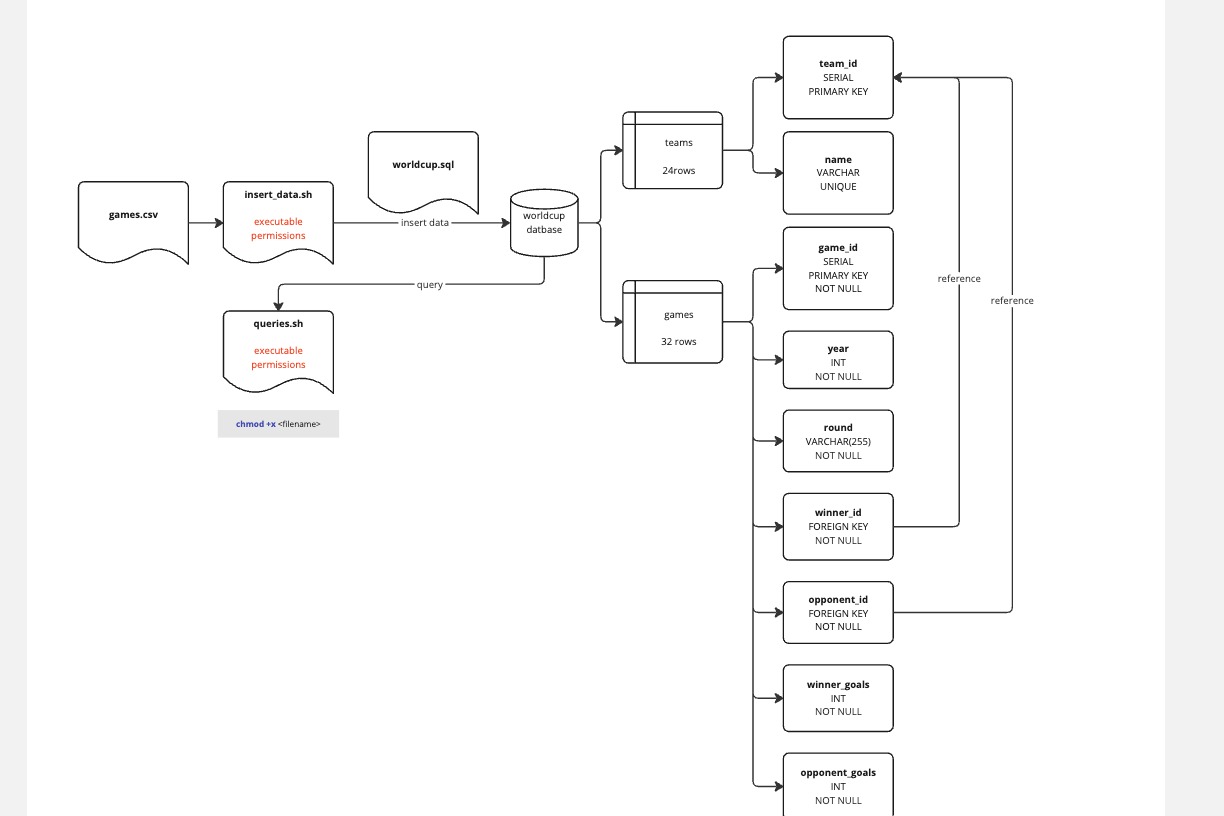 games.csv
insert_data.sh
executable
permissions
worldcup.sql
insert data
worldcup
datbase
query
queries.sh
executable
permissions
chmod +x <filename>
teams
24rows
games
32 rows
team_id
SERIAL
PRIMARY KEY
name
VARCHAR
UNIQUE
game_id
SERIAL
PRIMARY KEY
NOT NULL
year
INT
NOT NULL
round
VARCHAR(255)
NOT NULL
winner_id
FOREIGN KEY
NOT NULL
opponent_id
FOREIGN KEY
NOT NULL
winner_goals
INT
NOT NULL
opponent_goals
INT
NOT NULL
reference
reference